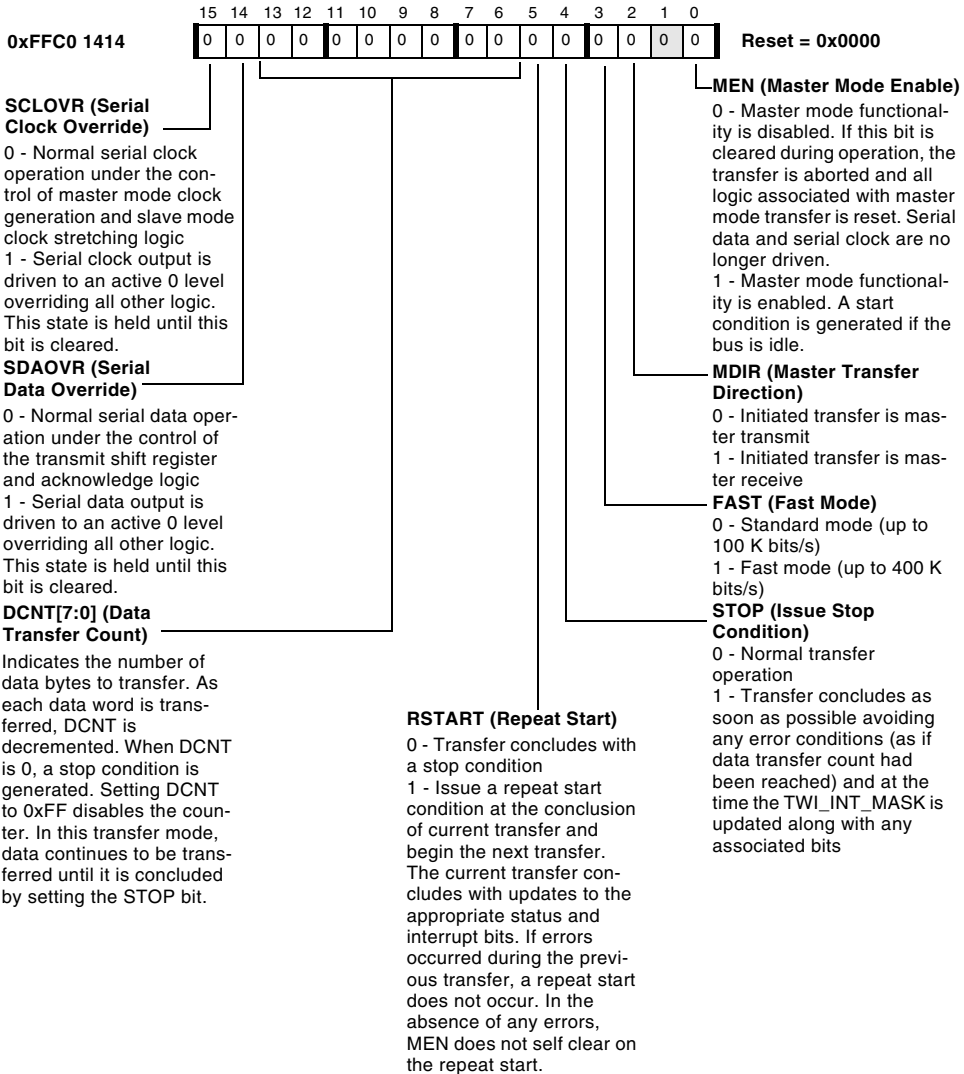 15 14 13 12 11 10 9 8 7 6 5 4 3 2 1 0
0xFFC0 1414
0 0 0 0 0 0 0 0 0 0 0 0 0 0 0 0
Reset = 0x0000
SCLOVR (Serial
Clock Override)
0 - Normal serial clock
operation under the con-
trol of master mode clock
generation and slave mode
clock stretching logic
1 - Serial clock output is
driven to an active 0 level
overriding all other logic.
This state is held until this
bit is cleared.
SDAOVR (Serial
Data Override)
0 - Normal serial data oper-
ation under the control of
the transmit shift register
and acknowledge logic
1 - Serial data output is
driven to an active 0 level
overriding all other logic.
This state is held until this
bit is cleared.
DCNT[7:0] (Data
Transfer Count)
Indicates the number of
data bytes to transfer. As
each data word is trans-
ferred, DCNT is
decremented. When DCNT
is 0, a stop condition is
generated. Setting DCNT
to 0xFF disables the coun-
ter. In this transfer mode,
data continues to be trans-
ferred until it is concluded
by setting the STOP bit.
RSTART (Repeat Start)
0 - Transfer concludes with
a stop condition
1 - Issue a repeat start
condition at the conclusion
of current transfer and
begin the next transfer.
The current transfer con-
cludes with updates to the
appropriate status and
interrupt bits. If errors
occurred during the previ-
ous transfer, a repeat start
does not occur. In the
absence of any errors,
MEN does not self clear on
the repeat start.
MEN (Master Mode Enable)
0 - Master mode functional-
ity is disabled. If this bit is
cleared during operation, the
transfer is aborted and all
logic associated with master
mode transfer is reset. Serial
data and serial clock are no
longer driven.
1 - Master mode functional-
ity is enabled. A start
condition is generated if the
bus is idle.
MDIR (Master Transfer
Direction)
0 - Initiated transfer is mas-
ter transmit
1 - Initiated transfer is mas-
ter receive
FAST (Fast Mode)
0 - Standard mode (up to
100 K bits/s)
1 - Fast mode (up to 400 K
bits/s)
STOP (Issue Stop
Condition)
0 - Normal transfer
operation
1 - Transfer concludes as
soon as possible avoiding
any error conditions (as if
data transfer count had
been reached) and at the
time the TWI_INT_MASK is
updated along with any
associated bits